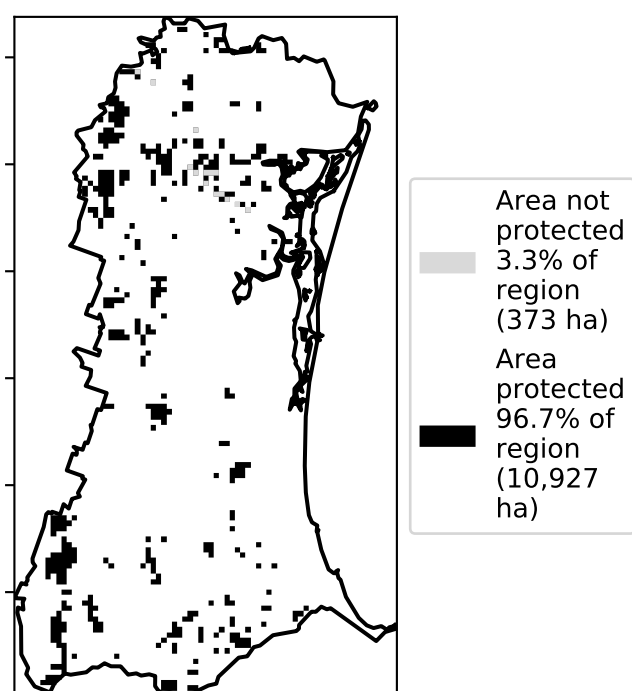 Area not
protected
3.3% of
region
(373 ha)
Area
protected
96.7% of
region
(10,927
ha)